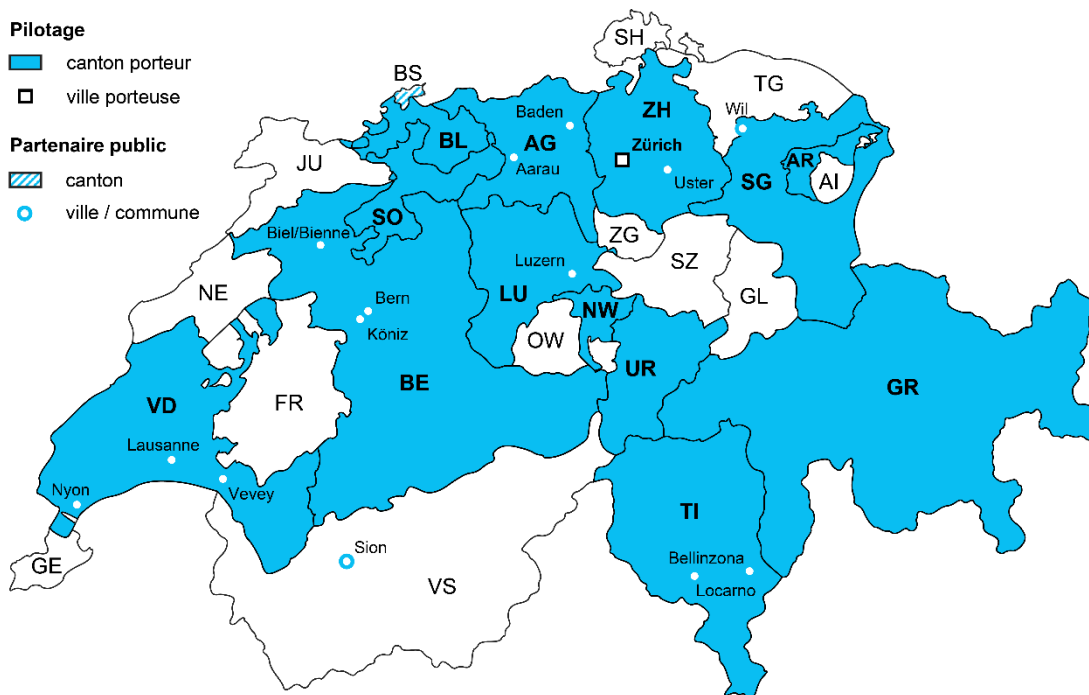 Pilotage
canton porteur
ville porteuse
Partenaire public
canton
ville / commune
SH
BS
TG
ZH
Baden
Wil
BL
AG
Zürich
AR
Aarau
JU
Uster
SG
AI
SO
Biel/Bienne
ZG
Luzern
SZ
NE
LU
GL
Bern
NW
Köniz
OW
UR
BE
GR
FR
VD
Lausanne
Vevey
Nyon
TI
Sion
Bellinzona
GE
VS
Locarno